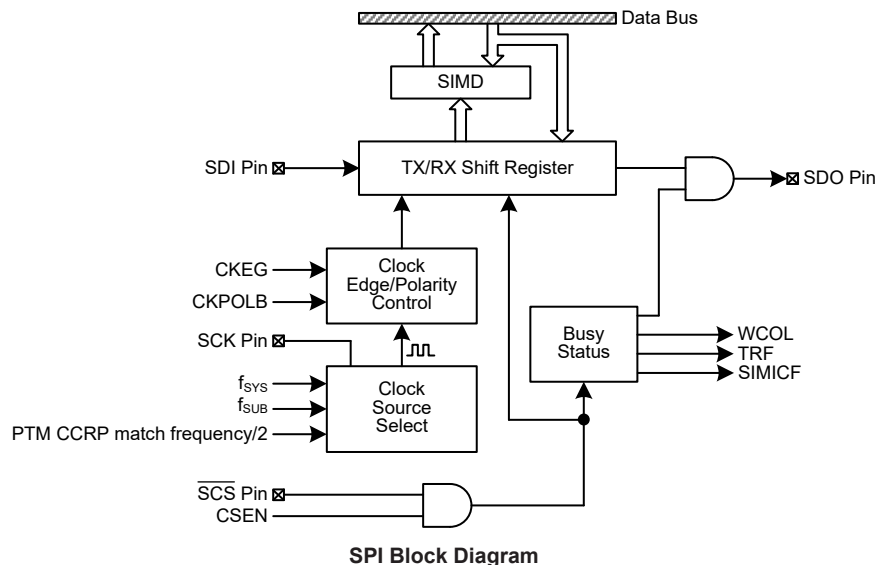 Data Bus
SIMD
SDI Pin
TX/RX Shift Register
SDO Pin
CKEG
CKPOLB
Clock
Edge/Polarity
Control
SCK Pin
fSYS
fSUB
PTM CCRP match frequency/2
Clock
Source
Select
Busy
Status
WCOL
TRF
SIMICF
SCS Pin
CSEN
SPI Block Diagram